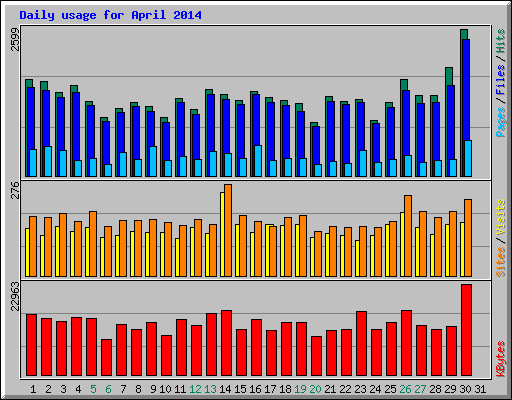 Daily usage for April 2014
2599
Pages / Files / Hits
276
Sites / Visits
22963
KBytes
1 2 3 4 5 6 7 8 9 10 11 12 13 14 15 16 17 18 19 20 21 22 23 24 25 26 27 28 29 30 31